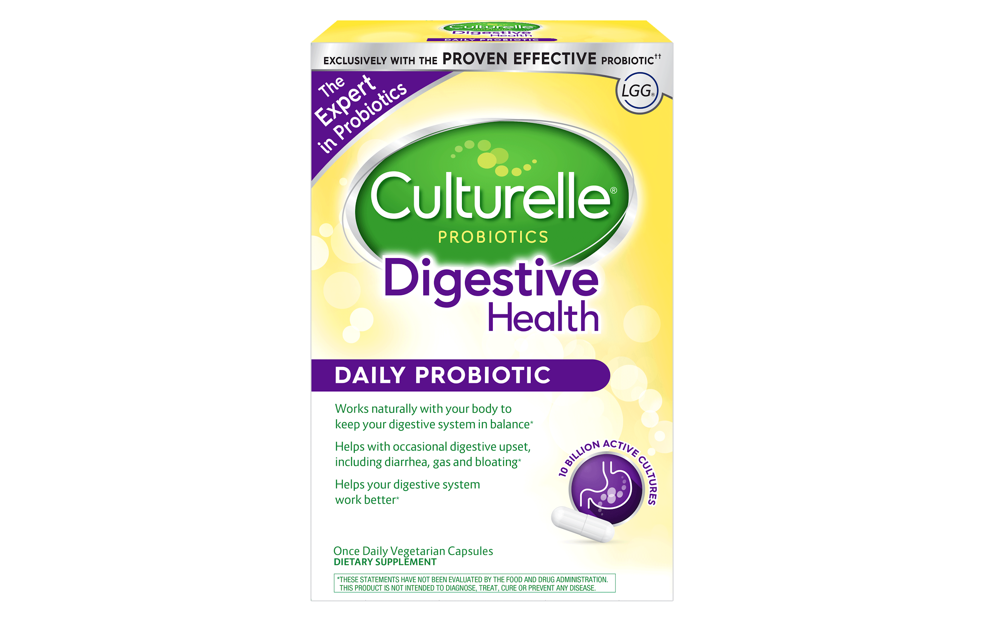 Culturelle
PROBIOTICS
Digestive
Health
DAILY PROBIOTIC
EXCLUSIVELY WITH THE PROVEN EFFECTIVE PROBIOTIC††
LGG®
The
Expert
in Probiotics
Culturelle®
PROBIOTICS
Digestive
Health
DAILY PROBIOTIC
Works naturally with your body to
keep your digestive system in balance*
Helps with occasional digestive upset,
including diarrhea, gas and bloating*
Helps your digestive system
work better*
10 BILLION ACTIVE CULTURES
Once Daily Vegetarian Capsules
DIETARY SUPPLEMENT
*THESE STATEMENTS HAVE NOT BEEN EVALUATED BY THE FOOD AND DRUG ADMINISTRATION.
THIS PRODUCT IS NOT INTENDED TO DIAGNOSE, TREAT, CURE OR PREVENT ANY DISEASE.